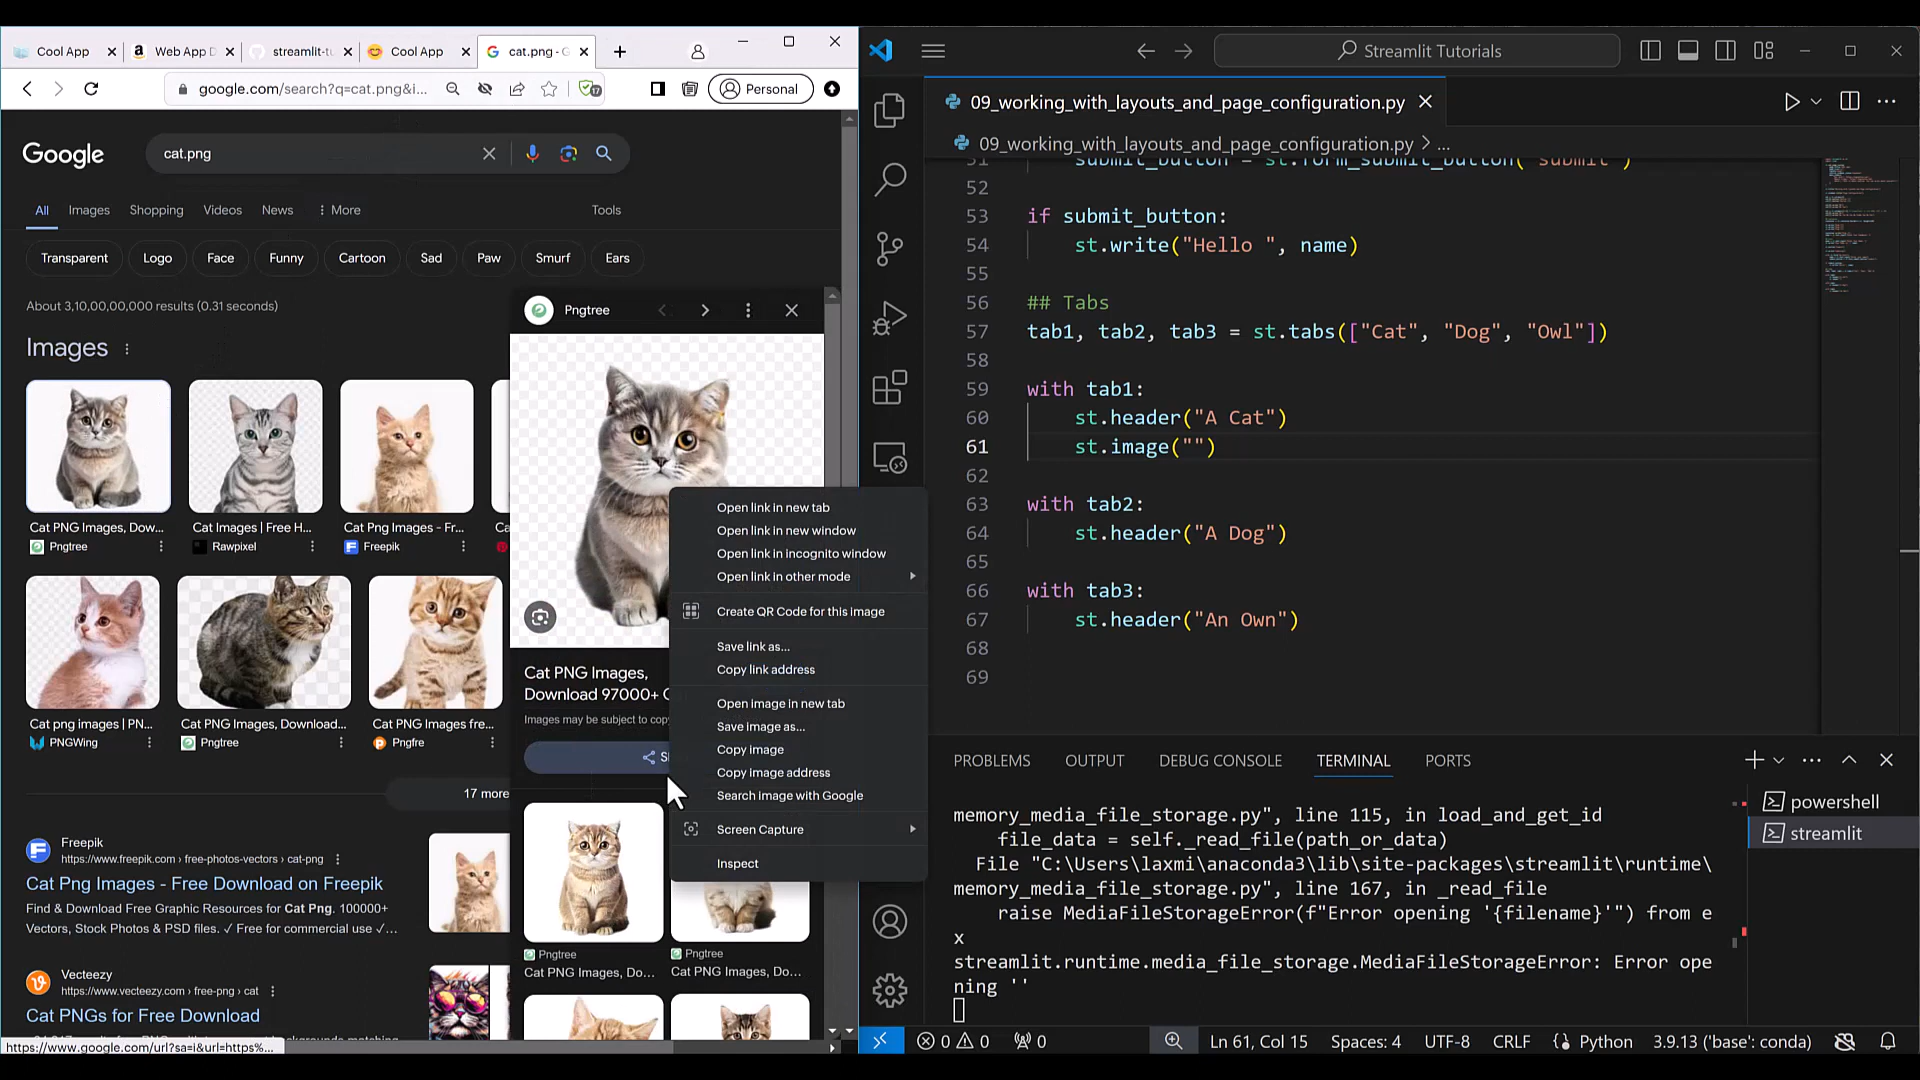 Cool App
Web App D
streamlit-tu
Cool App
cat.png - G
google.com/search?q=cat.png&i...
17
Personal
Google
cat.png
All
Images
Shopping
Videos
News
More
Tools
Transparent
Logo
Face
Funny
Cartoon
Sad
Paw
Smurf
Ears
About 3,10,00,00,000 results (0.31 seconds)
Images
Cat PNG Images, Dow...
Pngtree
Cat Images | Free H...
Rawpixel
Cat Png Images - Fr...
Freepik
Cat png images | PN...
PNGWing
Cat PNG Images, Download...
Pngtree
Cat PNG Images fre...
Pngfre
17 more
Freepik
https://www.freepik.com › free-photos-vectors › cat-png
Cat Png Images - Free Download on Freepik
Find & Download Free Graphic Resources for Cat Png. 100000+
Vectors, Stock Photos & PSD files. ✓ Free for commercial use ✓...
Vecteezy
https://www.vecteezy.com › free-png › cat
Cat PNGs for Free Download
https://www.google.com/url?sa=i&url=https%...
Pngtree
Cat PNG Images,
Download 97000+
Images may be subject to
Pngtree
Cat PNG Images, Do...
Pngtree
Cat PNG Images, Do...
Open link in new tab
Open link in new window
Open link in incognito window
Open link in other mode
Create QR Code for this image
Save link as...
Copy link address
Open image in new tab
Save image as...
Copy image
Copy image address
Search image with Google
Screen Capture
Inspect
Streamlit Tutorials
09_working_with_layouts_and_page_configuration.py
09_working_with_layouts_and_page_configuration.py > ...
51 submit_button = st.form_submit_button("submit")
52
53 if submit_button:
54 st.write("Hello ", name)
55
56 ## Tabs
57 tab1, tab2, tab3 = st.tabs(["Cat", "Dog", "Owl"])
58
59 with tab1:
60 st.header("A Cat")
61 st.image("")
62
63 with tab2:
64 st.header("A Dog")
65
66 with tab3:
67 st.header("An Own")
68
69
PROBLEMS
OUTPUT
DEBUG CONSOLE
TERMINAL
PORTS
powershell
streamlit
memory_media_file_storage.py", line 115, in load_and_get_id
file_data = self._read_file(path_or_data)
File "C:\Users\laxmi\anaconda3\lib\site-packages\streamlit\runtime\
memory_media_file_storage.py", line 167, in _read_file
raise MediaFileStorageError(f"Error opening '{filename}'") from e
x
streamlit.runtime.media_file_storage.MediaFileStorageError: Error ope
ning ''
0 0 0
Ln 61, Col 15
Spaces: 4
UTF-8
CRLF
Python
3.9.13 ('base': conda)